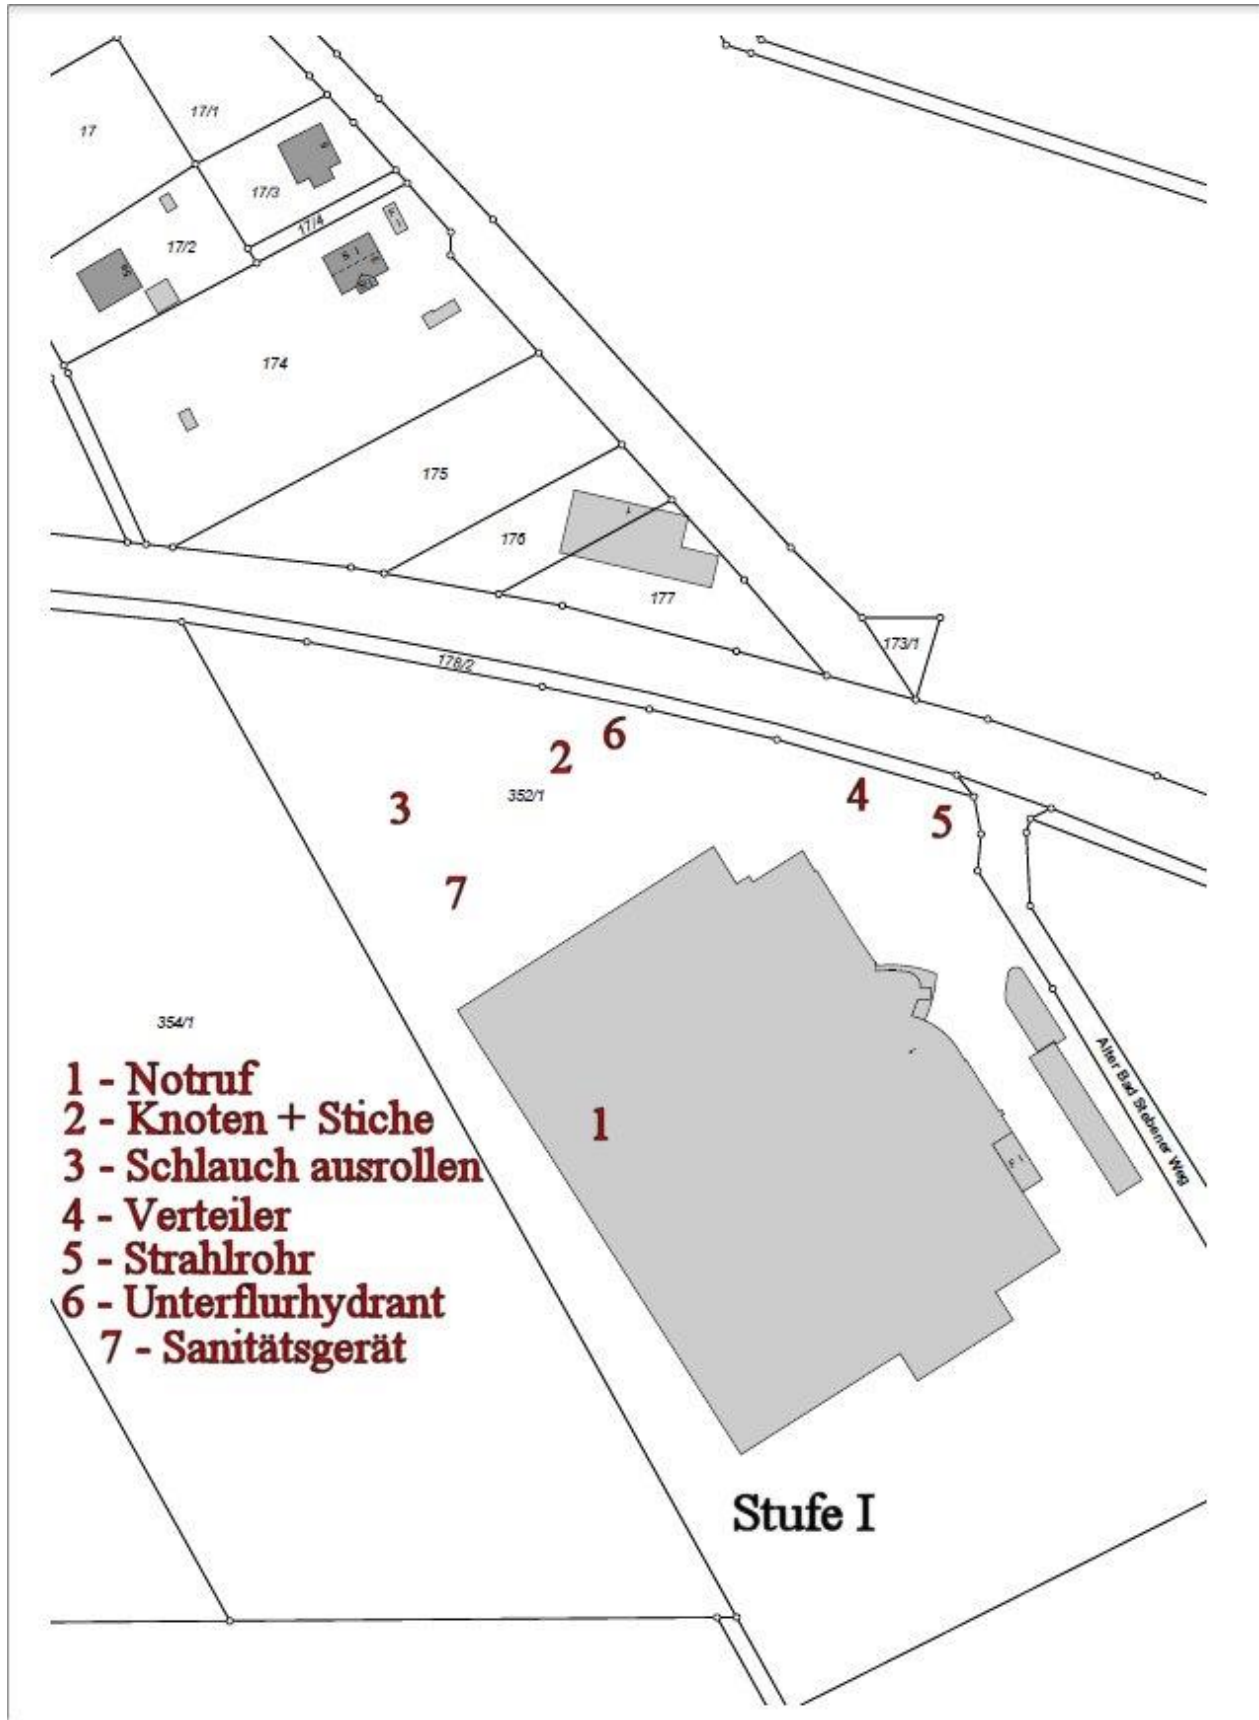 17/1
17
17/3
17/4
17/2
174
175
176
177
173/1
178/2
6
2
352/1
3
4
5
7
354/1
Alter Bad Stebener Weg
1 - Notruf
2 - Knoten + Stiche
1
3 - Schlauch ausrollen
4 - Verteiler
5 - Strahlrohr
6 - Unterflurhydrant
7 - Sanitätsgerät
Stufe I